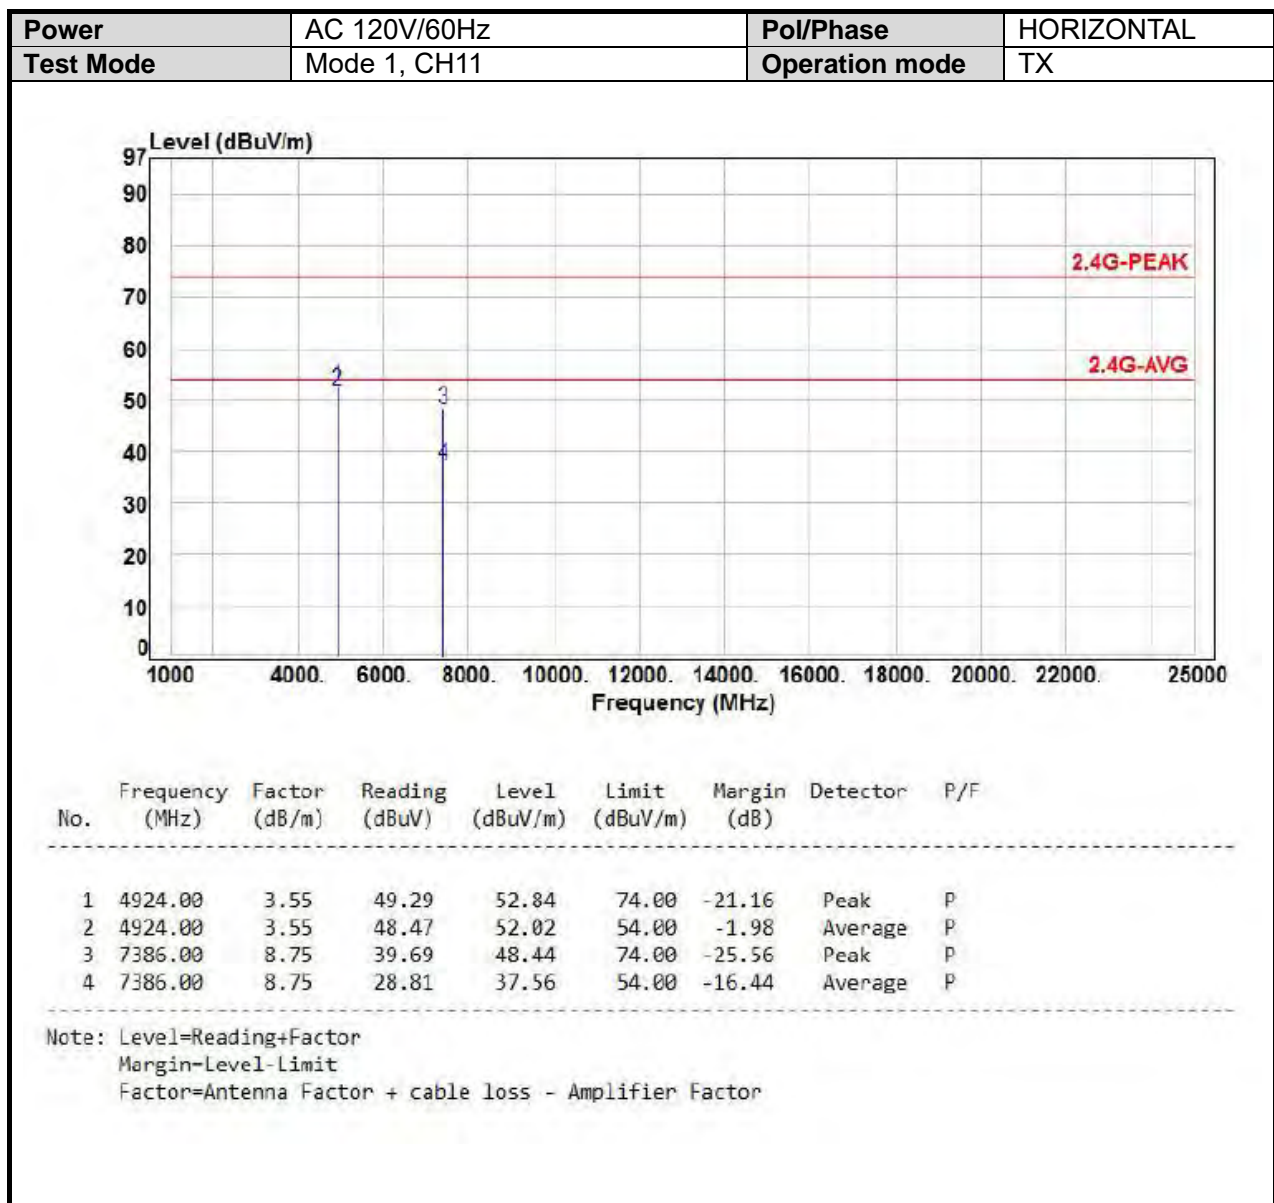 Power AC 120V/60Hz Pol/Phase HORIZONTAL
Test Mode Mode 1, CH11 Operation mode TX
Level (dBuV/m)
97
90
80
2.4G-PEAK
70
60
2.4G-AVG
2
50
3
40
4
30
20
10
0
1000 4000. 6000. 8000. 10000. 12000. 14000. 16000. 18000. 20000. 22000. 25000
Frequency (MHz)
Frequency Factor Reading Level Limit Margin Detector P/F
No. (MHz) (dB/m) (dBuV) (dBuV/m) (dBuV/m) (dB)
1 4924.00 3.55 49.29 52.84 74.00 -21.16 Peak P
2 4924.00 3.55 48.47 52.02 54.00 -1.98 Average P
3 7386.00 8.75 39.69 48.44 74.00 -25.56 Peak P
4 7386.00 8.75 28.81 37.56 54.00 -16.44 Average P
Note: Level=Reading+Factor
Margin=Level-Limit
Factor=Antenna Factor + cable loss - Amplifier Factor